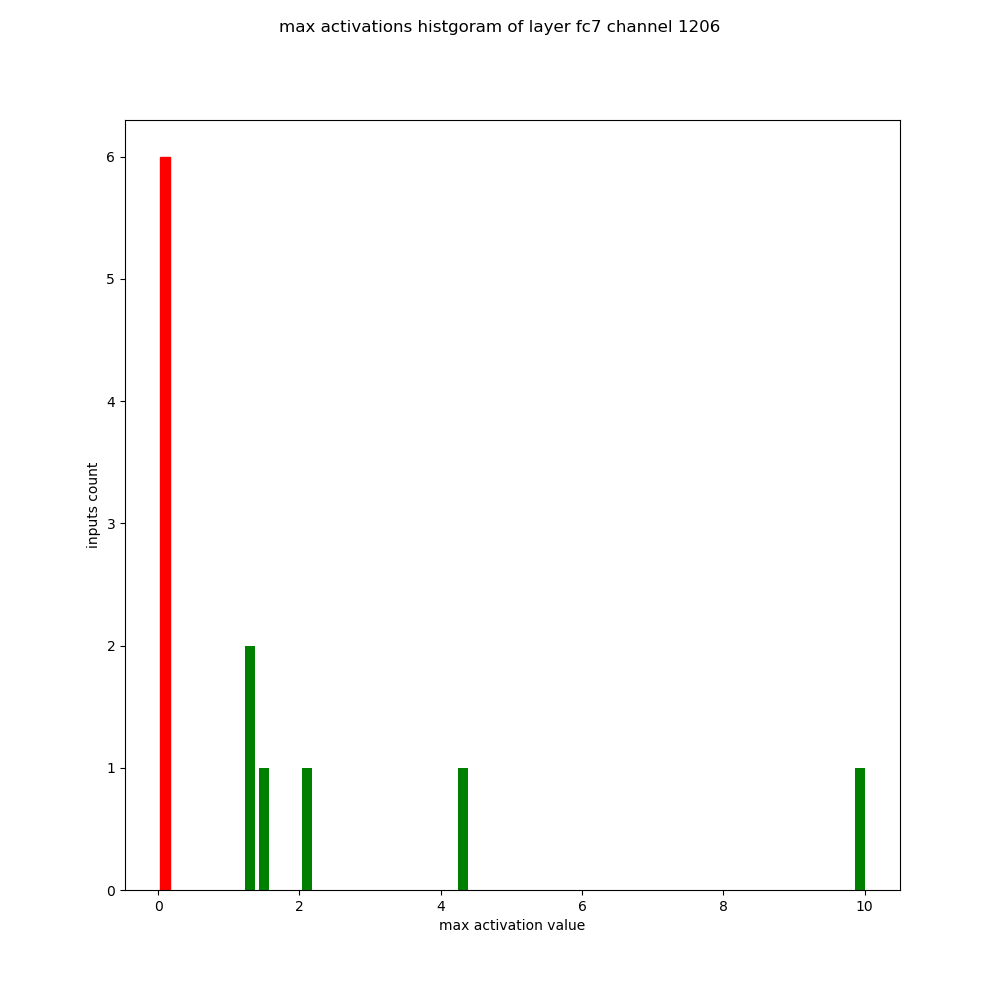 max activations histgoram of layer fc7 channel 1206
6
5
4
3
2
1
0
inputs count
0 2 4 6 8 10
max activation value